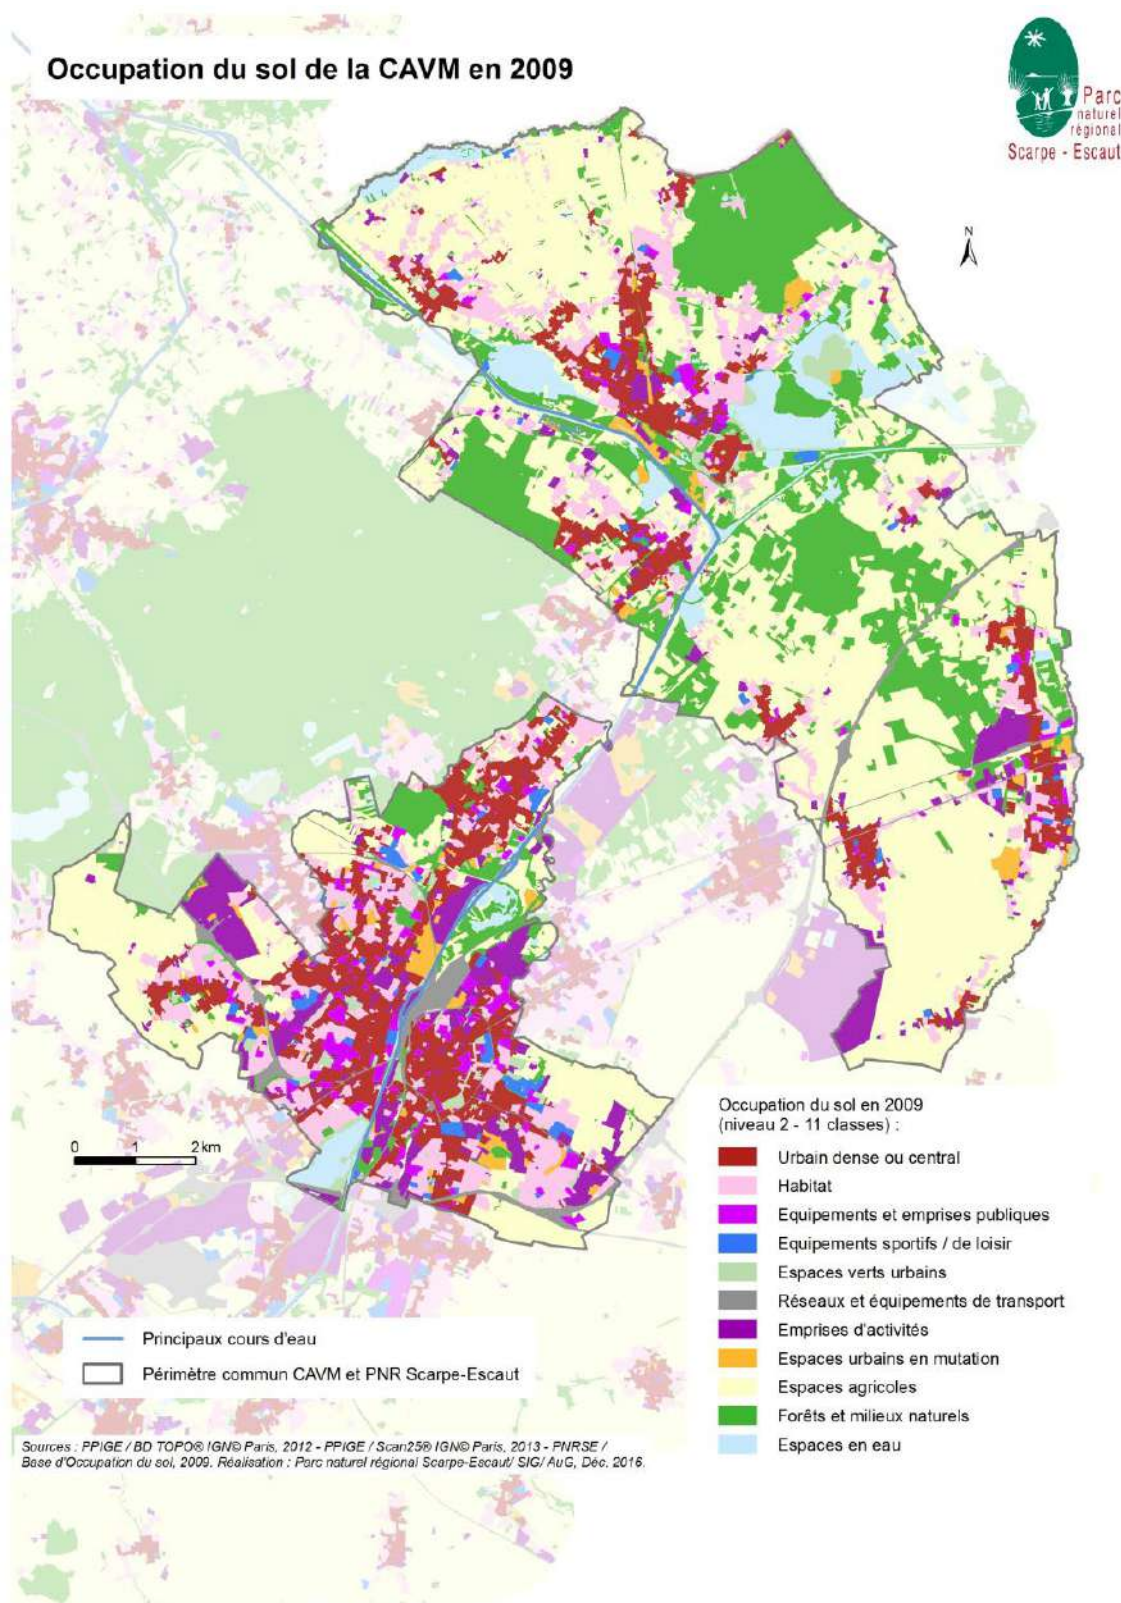 Occupation du sol de la CAVM en 2009
Parc
naturel
régional
Scarpe - Escaut
N
Occupation du sol en 2009
(niveau 2 - 11 classes) :
Urbain dense ou central
Habitat
Equipements et emprises publiques
Equipements sportifs / de loisir
Espaces verts urbains
Réseaux et équipements de transport
Emprises d'activités
Espaces urbains en mutation
Espaces agricoles
Forêts et milieux naturels
Espaces en eau
0 1 2 km
Principaux cours d'eau
Périmètre commun CAVM et PNR Scarpe-Escaut
Sources : PPIGE / BD TOPO® IGN© Paris, 2012 - PPIGE / Scan25® IGN© Paris, 2013 - PNRSE /
Base d'Occupation du sol, 2009. Réalisation : Parc naturel régional Scarpe-Escaut/ SIG/ AuG, Déc. 2016.